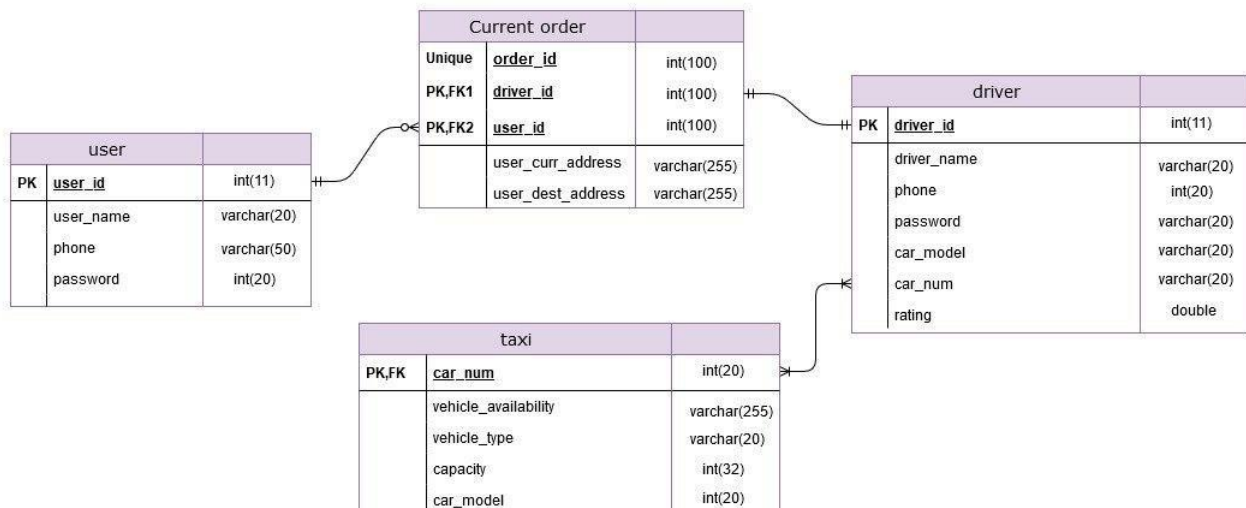 Current order
Unique order_id int(100)
PK,FK1 driver_id int(100)
PK,FK2 user_id int(100)
user_curr_address varchar(255)
user_dest_address varchar(255)
user
PK user_id int(11)
user_name varchar(20)
phone varchar(50)
password int(20)
driver
PK driver_id int(11)
driver_name varchar(20)
phone int(20)
password varchar(20)
car_model varchar(20)
car_num varchar(20)
rating double
taxi
PK,FK car_num int(20)
vehicle_availability varchar(255)
vehicle_type varchar(20)
capacity int(32)
car_model int(20)